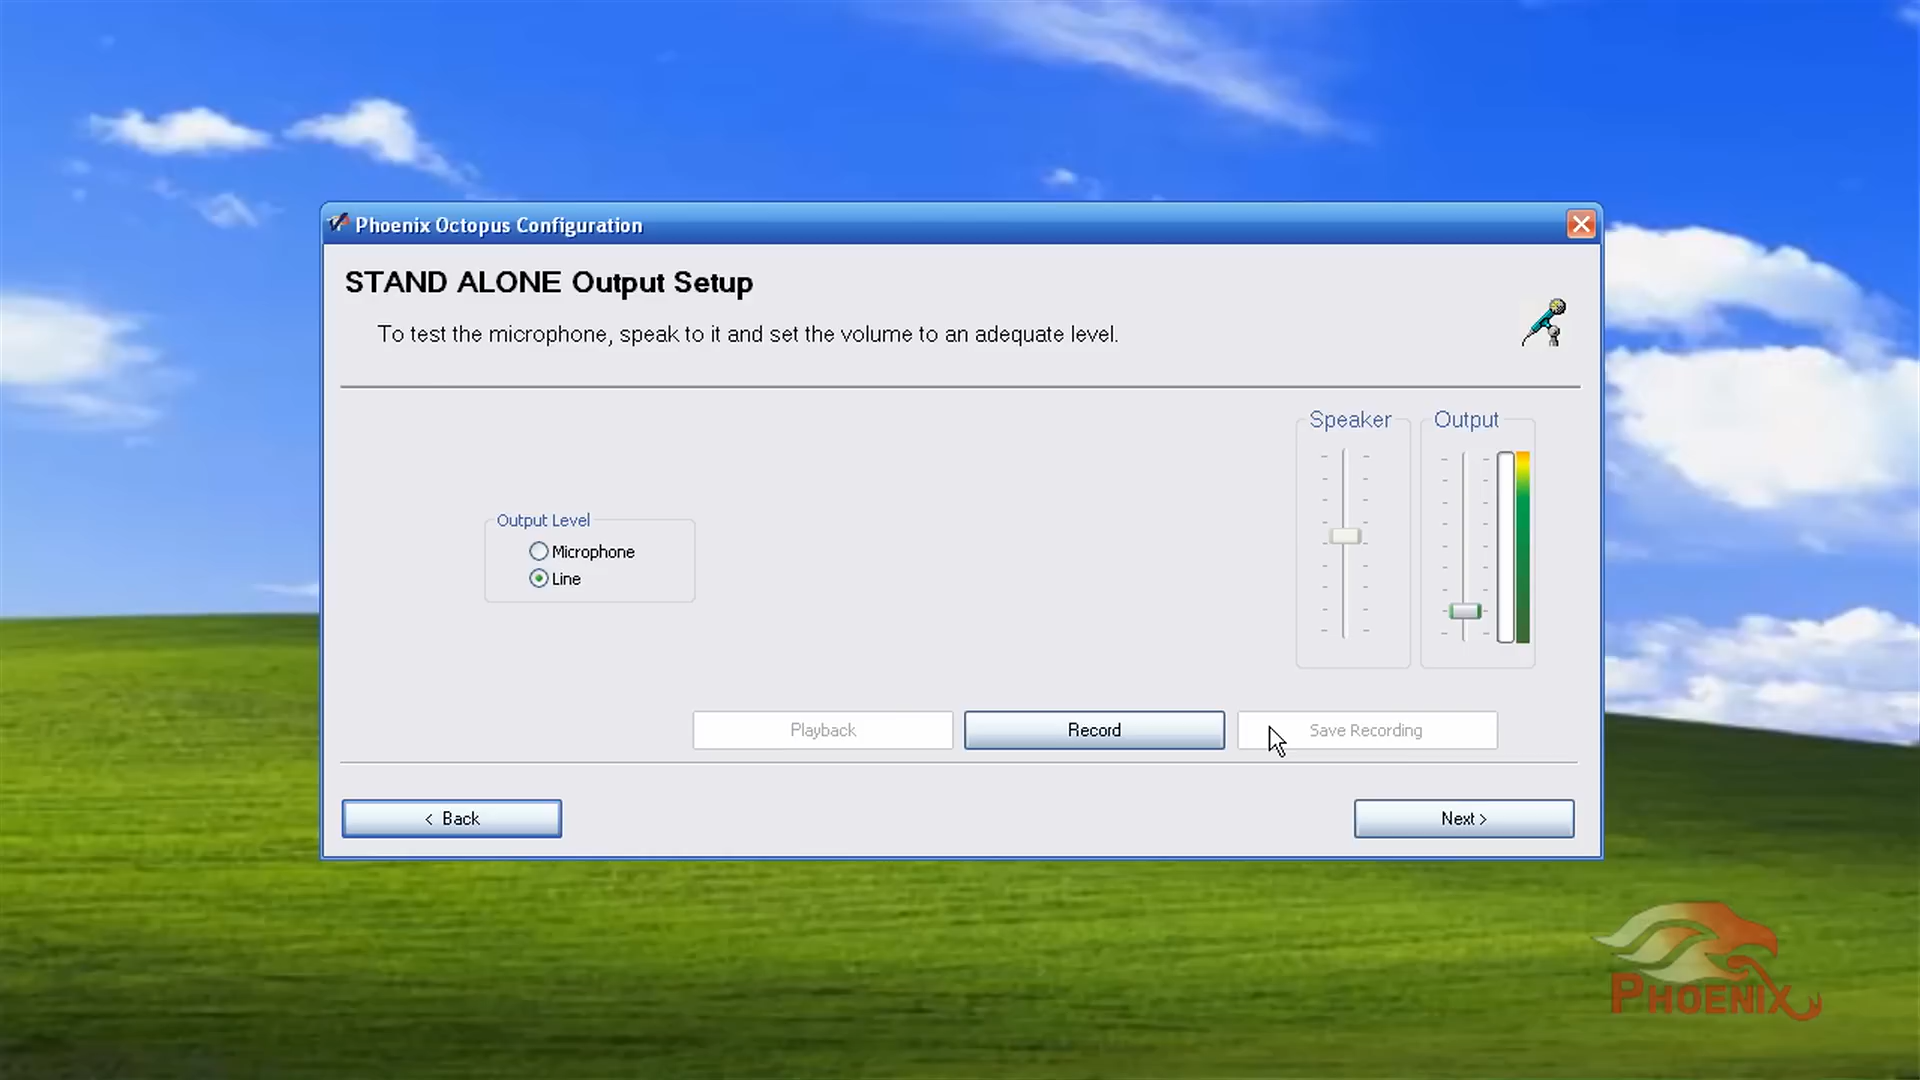 Phoenix Octopus Configuration
STAND ALONE Output Setup
To test the microphone, speak to it and set the volume to an adequate level.
Speaker
Output
Output Level
Microphone
Line
Playback
Record
Save Recording
< Back
Next >
PHOENIX